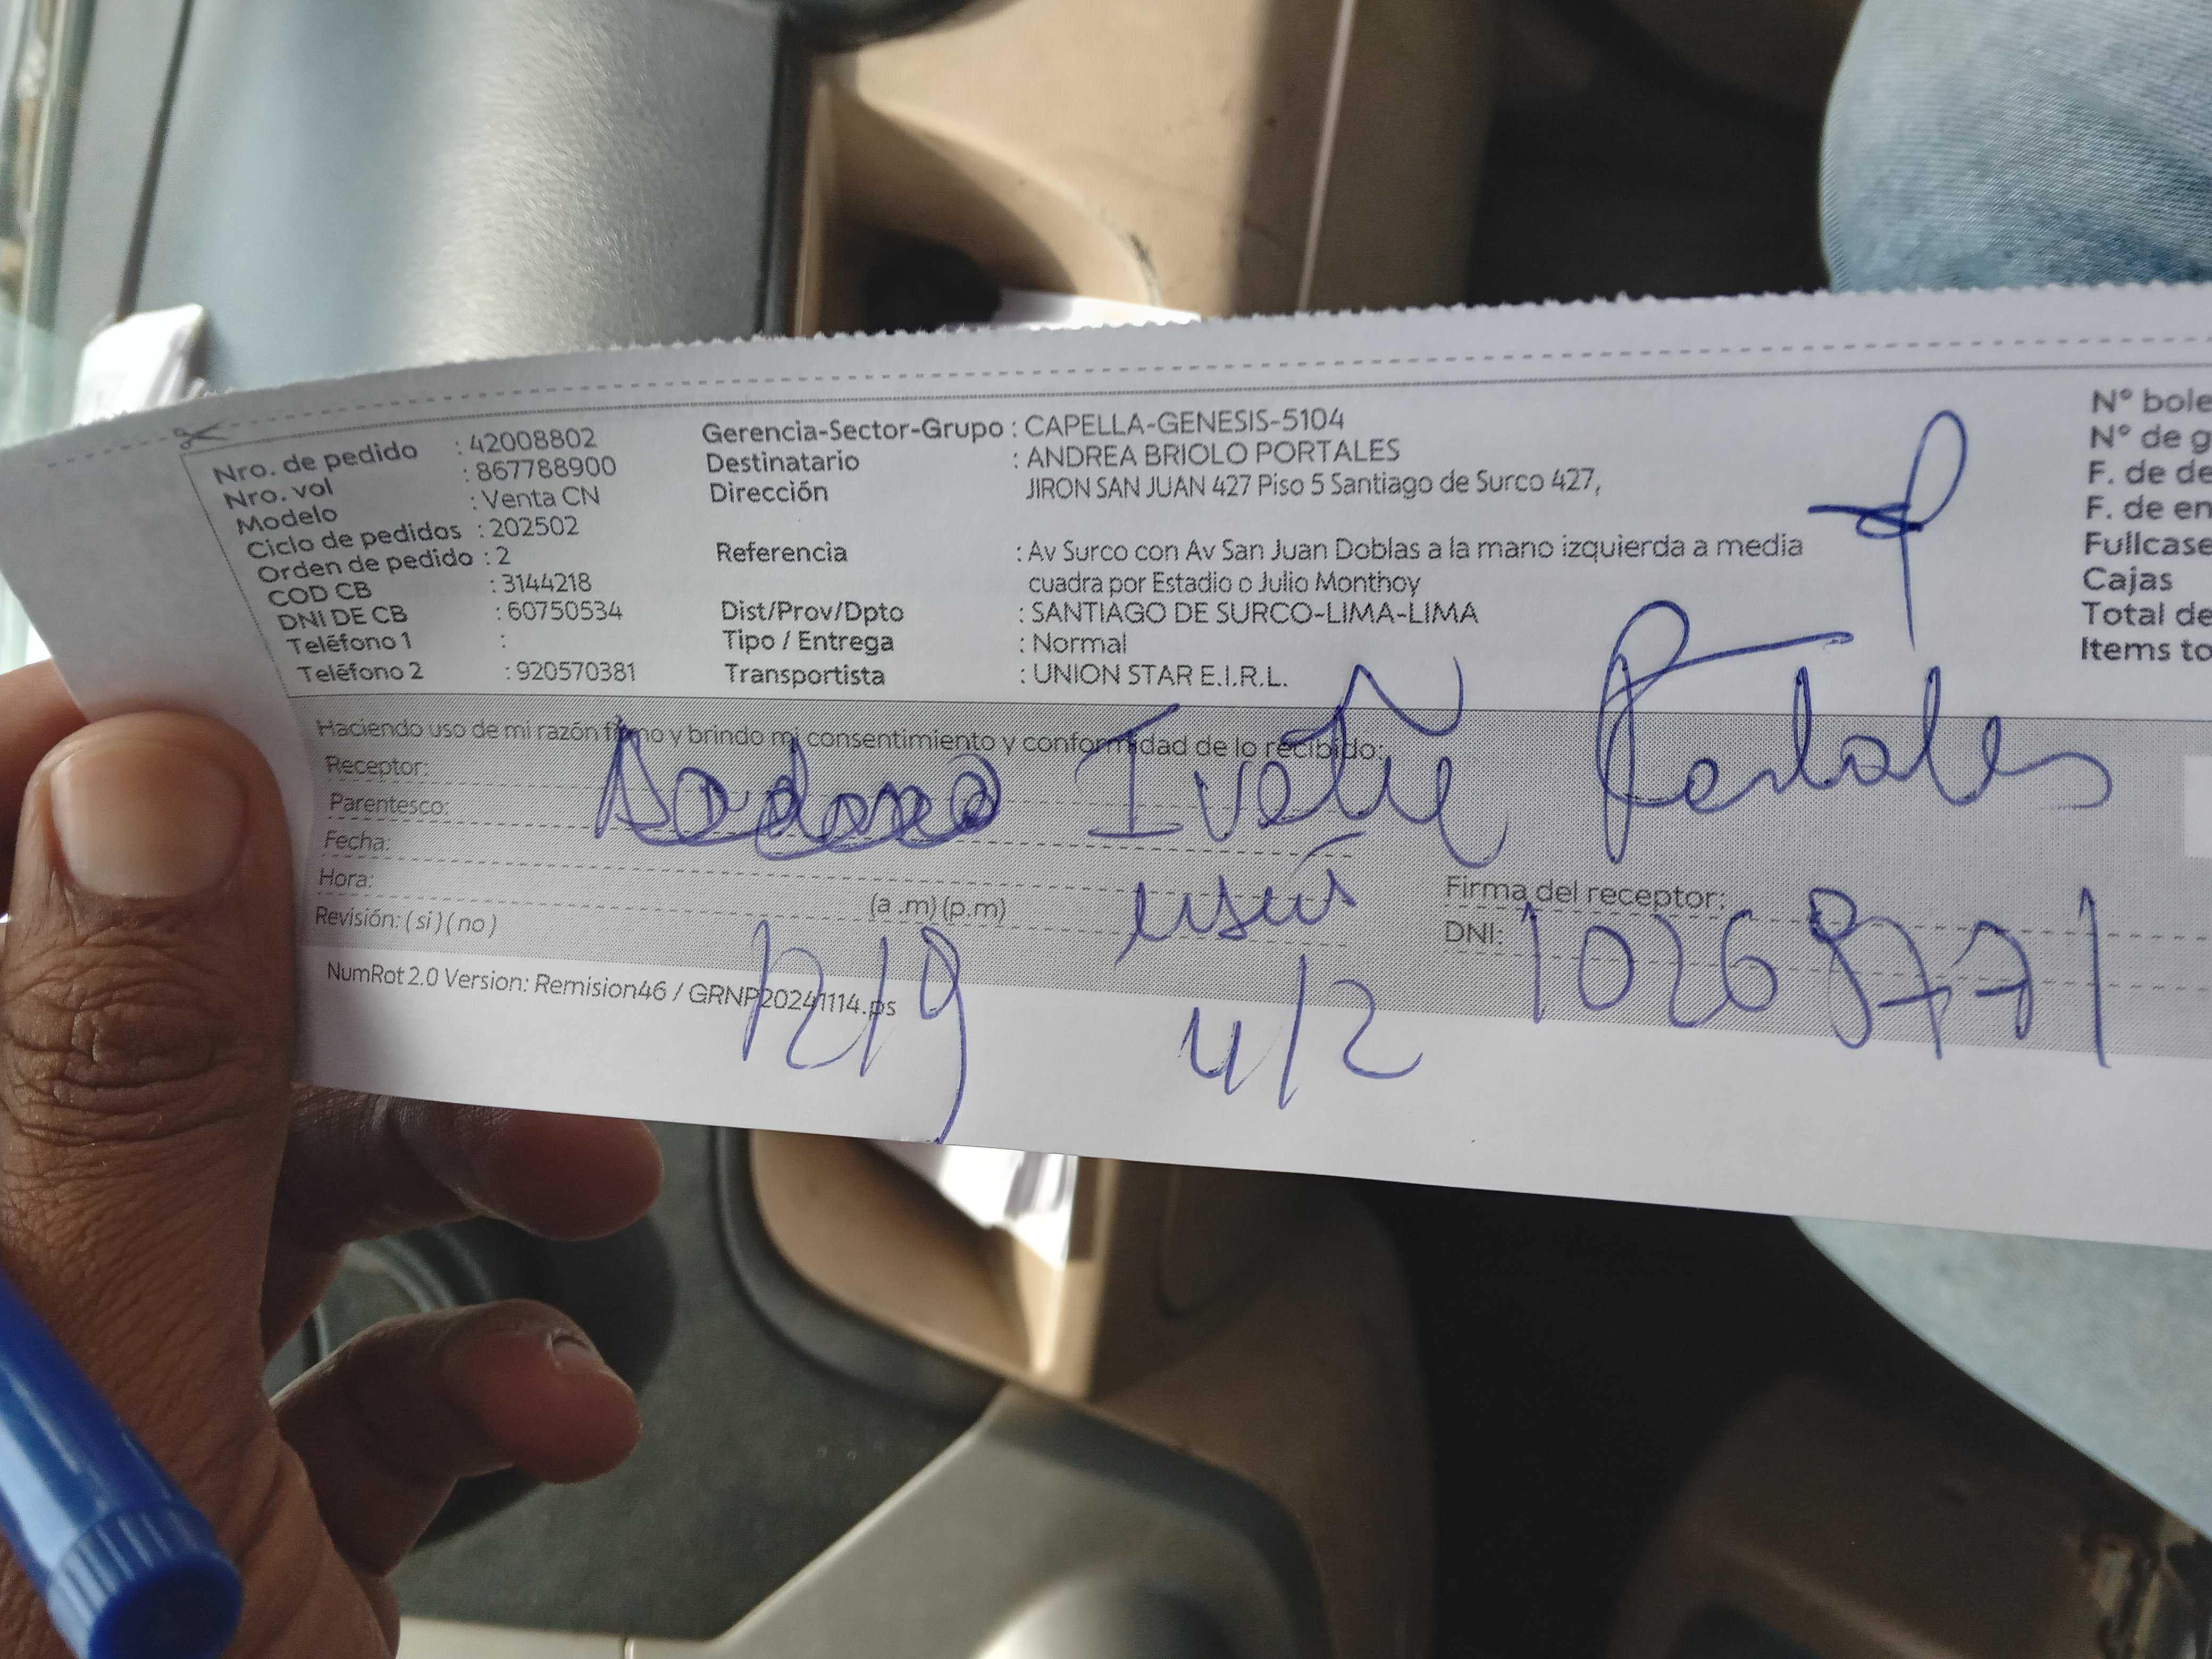 Nro. de pedido : 42008802
Nro. vol : 867788900
Modelo : Venta CN
Ciclo de pedidos : 202502
Orden de pedido : 2
COD CB : 3144218
DNI DE CB : 60750534
Teléfono 1 :
Teléfono 2 : 920570381
Gerencia-Sector-Grupo : CAPELLA-GENESIS-5104
Destinatario : ANDREA BRIOLO PORTALES
Dirección JIRON SAN JUAN 427 Piso 5 Santiago de Surco 427,
Referencia : Av Surco con Av San Juan Doblas a la mano izquierda a media
cuadra por Estadio o Julio Monthoy
Dist/Prov/Dpto : SANTIAGO DE SURCO-LIMA-LIMA
Tipo / Entrega : Normal
Transportista : UNION STAR E.I.R.L.
N° bole
N° de g
F. de de
F. de en
Fullcase
Cajas
Total de
Items to
Haciendo uso de mi razón firmo y brindo mi consentimiento y conformidad de lo recibido:
Receptor: Ivette Portales
Parentesco:
Fecha:
Hora: (a .m) (p.m)
Revisión: ( si ) ( no )
Firma del receptor:
DNI: 10268771
12/9 4/2
NumRot 2.0 Version: Remision46 / GRNP20241114.ps